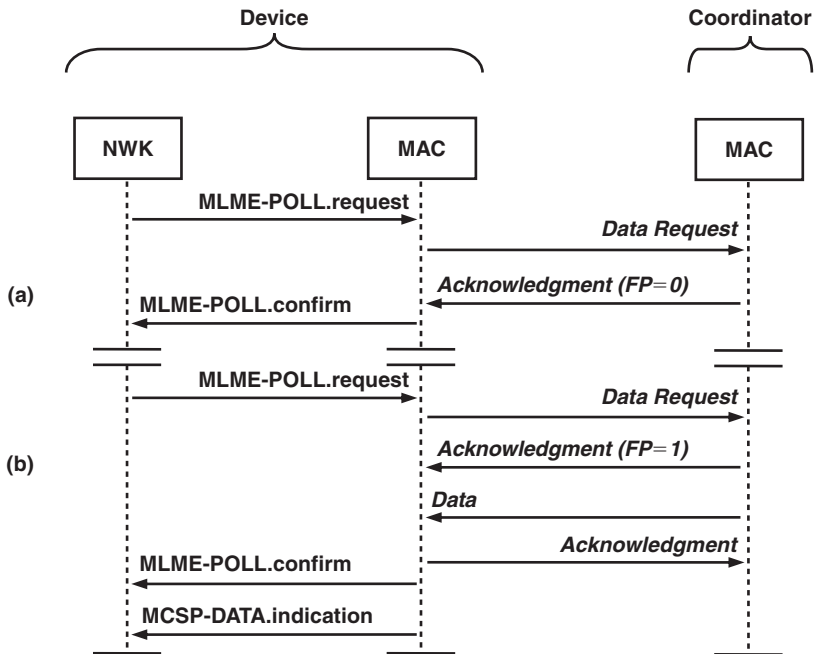 Device
Coordinator
NWK
MAC
MAC
MLME-POLL.request
Data Request
(a)
Acknowledgment (FP=0)
MLME-POLL.confirm
MLME-POLL.request
Data Request
(b)
Acknowledgment (FP=1)
Data
Acknowledgment
MLME-POLL.confirm
MCSP-DATA.indication